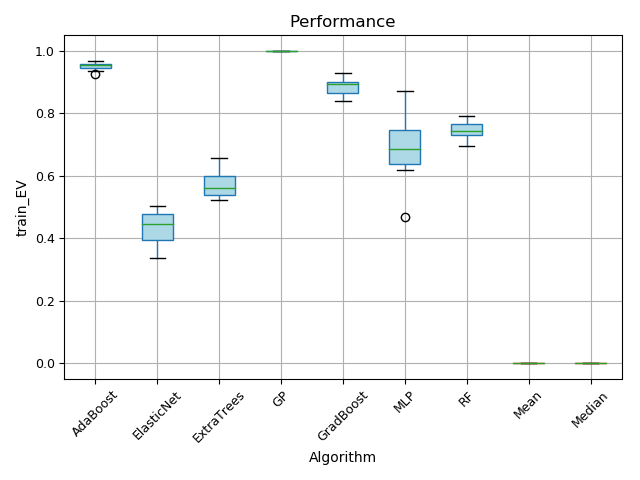 Performance
train_EV
1.0
0.8
0.6
0.4
0.2
0.0
AdaBoost
ElasticNet
ExtraTrees
GP
GradBoost
MLP
RF
Mean
Median
Algorithm